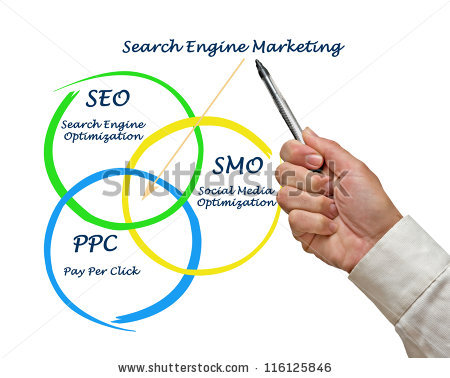 Search Engine Marketing
SEO
Search Engine
Optimization
SMO
Social Media
Optimization
PPC
Pay Per Click
shutterstock
www.shutterstock.com · 116125846